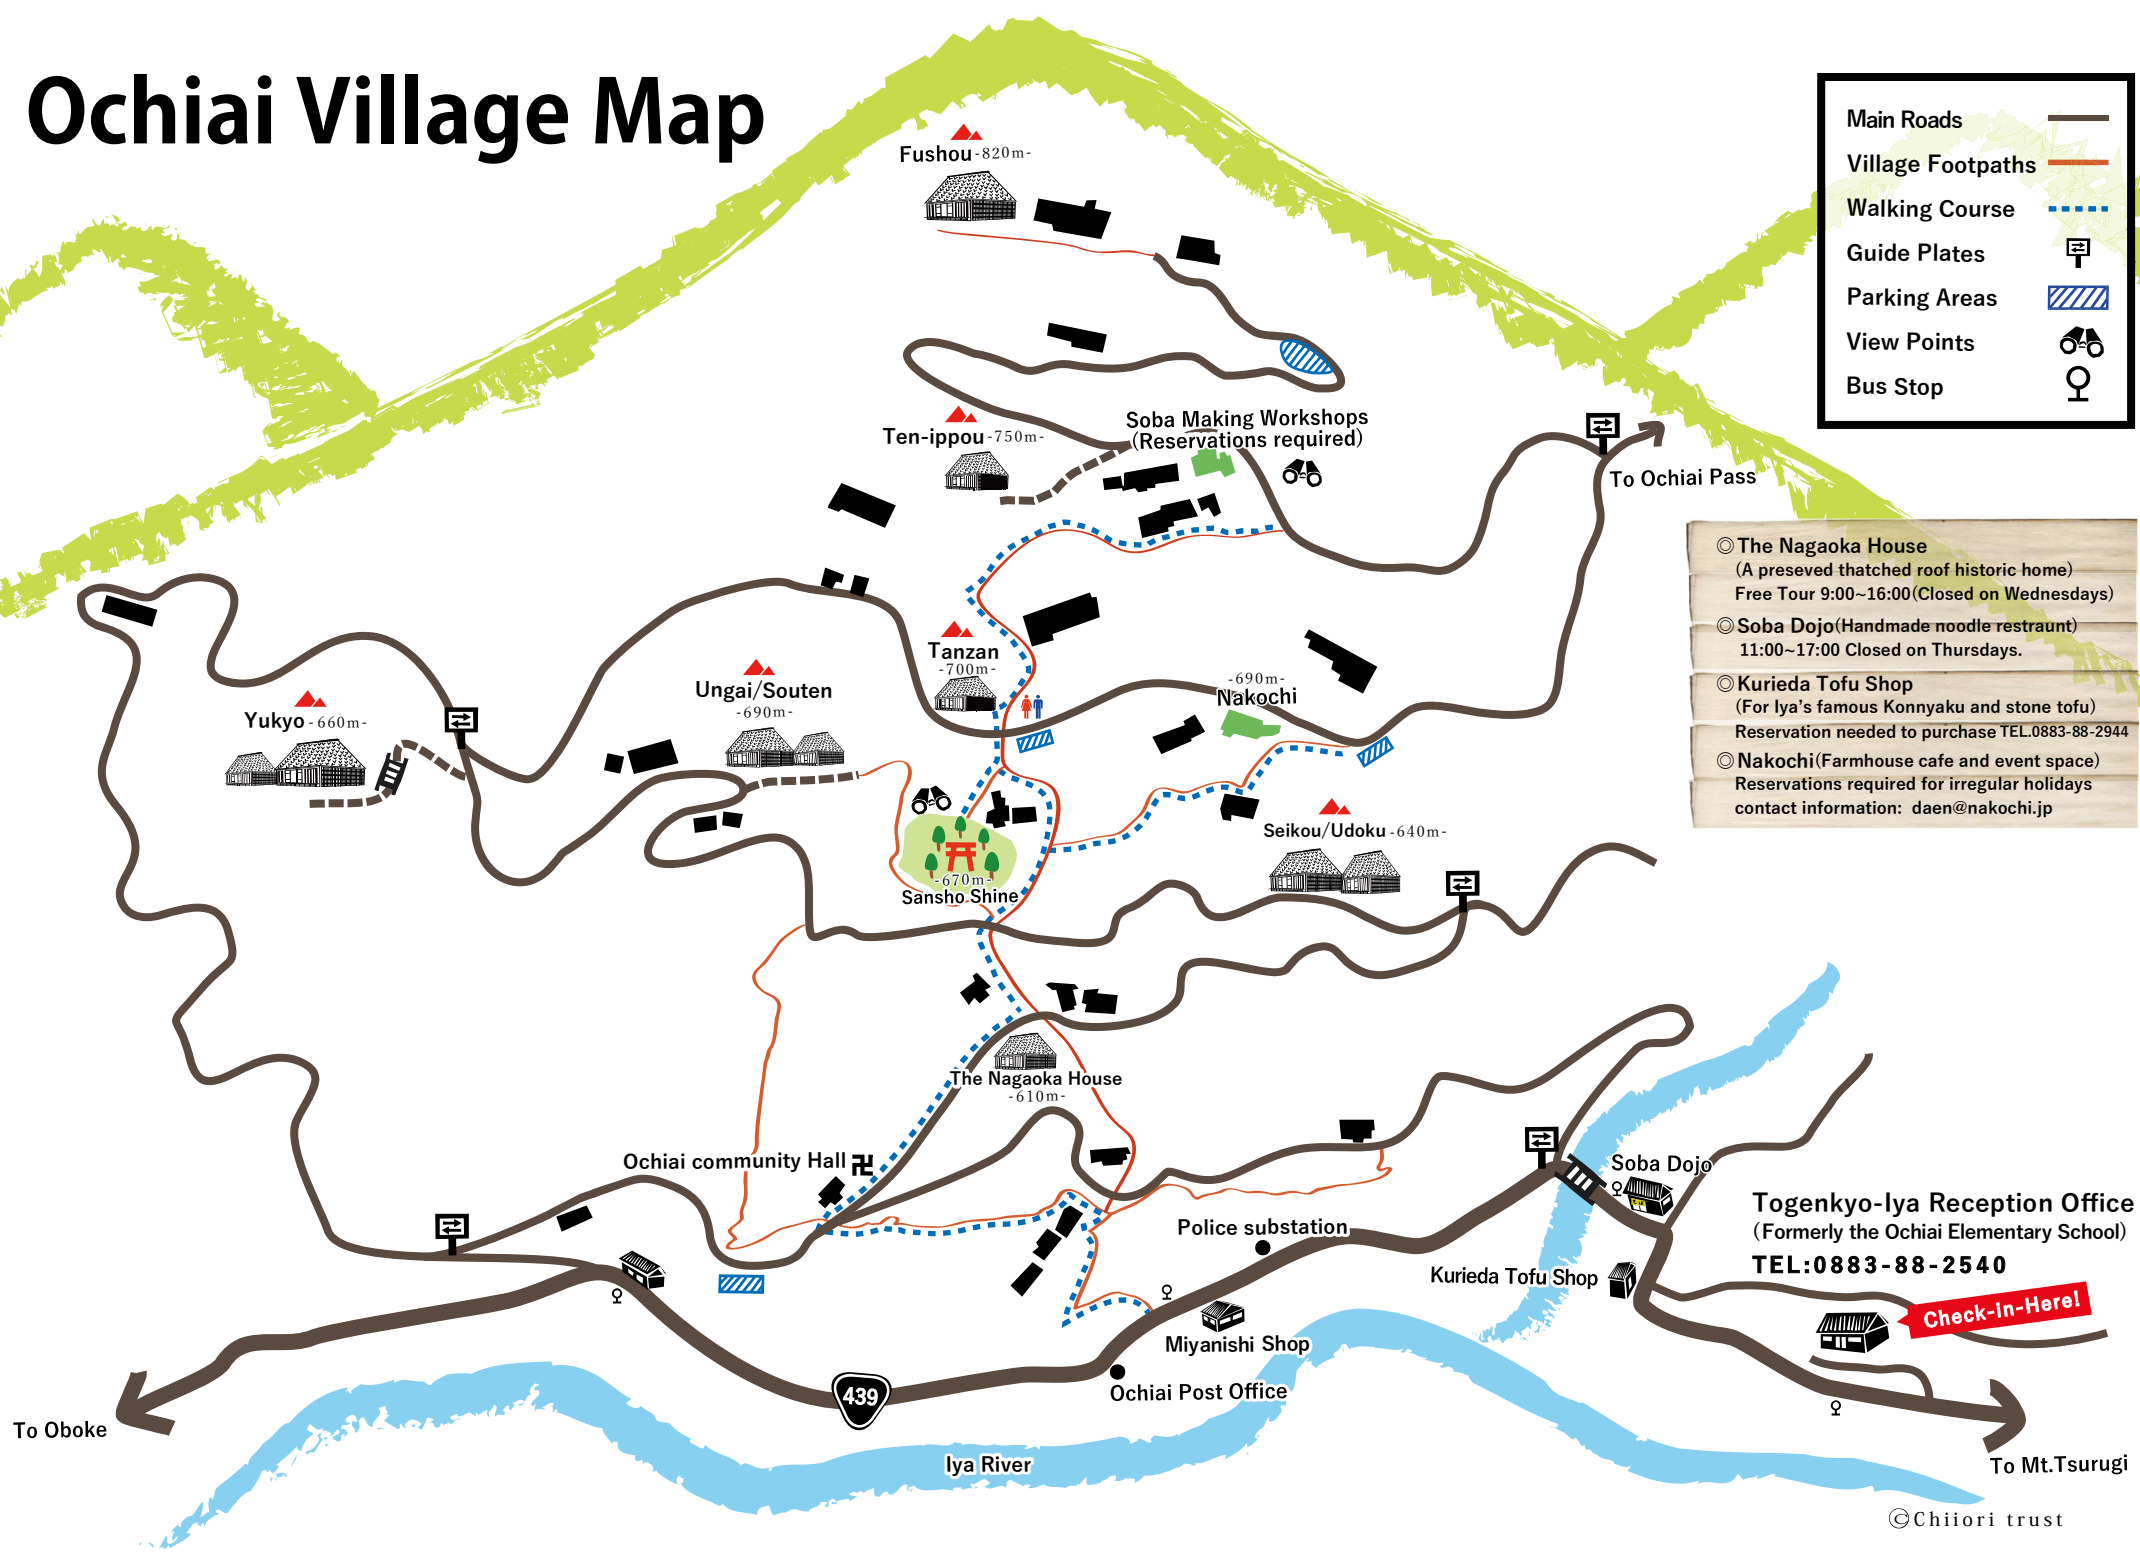 Ochiai Village Map
Main Roads
Village Footpaths
Walking Course
Guide Plates
Parking Areas
View Points
Bus Stop
Fushou -820m-
Ten-ippou -750m-
Soba Making Workshops
(Reservations required)
To Ochiai Pass
◎The Nagaoka House
(A preseved thatched roof historic home)
Free Tour 9:00~16:00(Closed on Wednesdays)
◎Soba Dojo(Handmade noodle restraunt)
11:00~17:00 Closed on Thursdays.
◎Kurieda Tofu Shop
(For Iya's famous Konnyaku and stone tofu)
Reservation needed to purchase TEL.0883-88-2944
◎Nakochi(Farmhouse cafe and event space)
Reservations required for irregular holidays
contact information: daen@nakochi.jp
Tanzan
-700m-
Ungai/Souten
-690m-
-690m-
Nakochi
Yukyo -660m-
Seikou/Udoku -640m-
-670m-
Sansho Shine
The Nagaoka House
-610m-
Ochiai community Hall 卍
Soba Dojo
Togenkyo-Iya Reception Office
(Formerly the Ochiai Elementary School)
TEL:0883-88-2540
Check-in-Here!
Police substation
Kurieda Tofu Shop
Miyanishi Shop
Ochiai Post Office
439
To Oboke
Iya River
To Mt.Tsurugi
©Chiiori trust